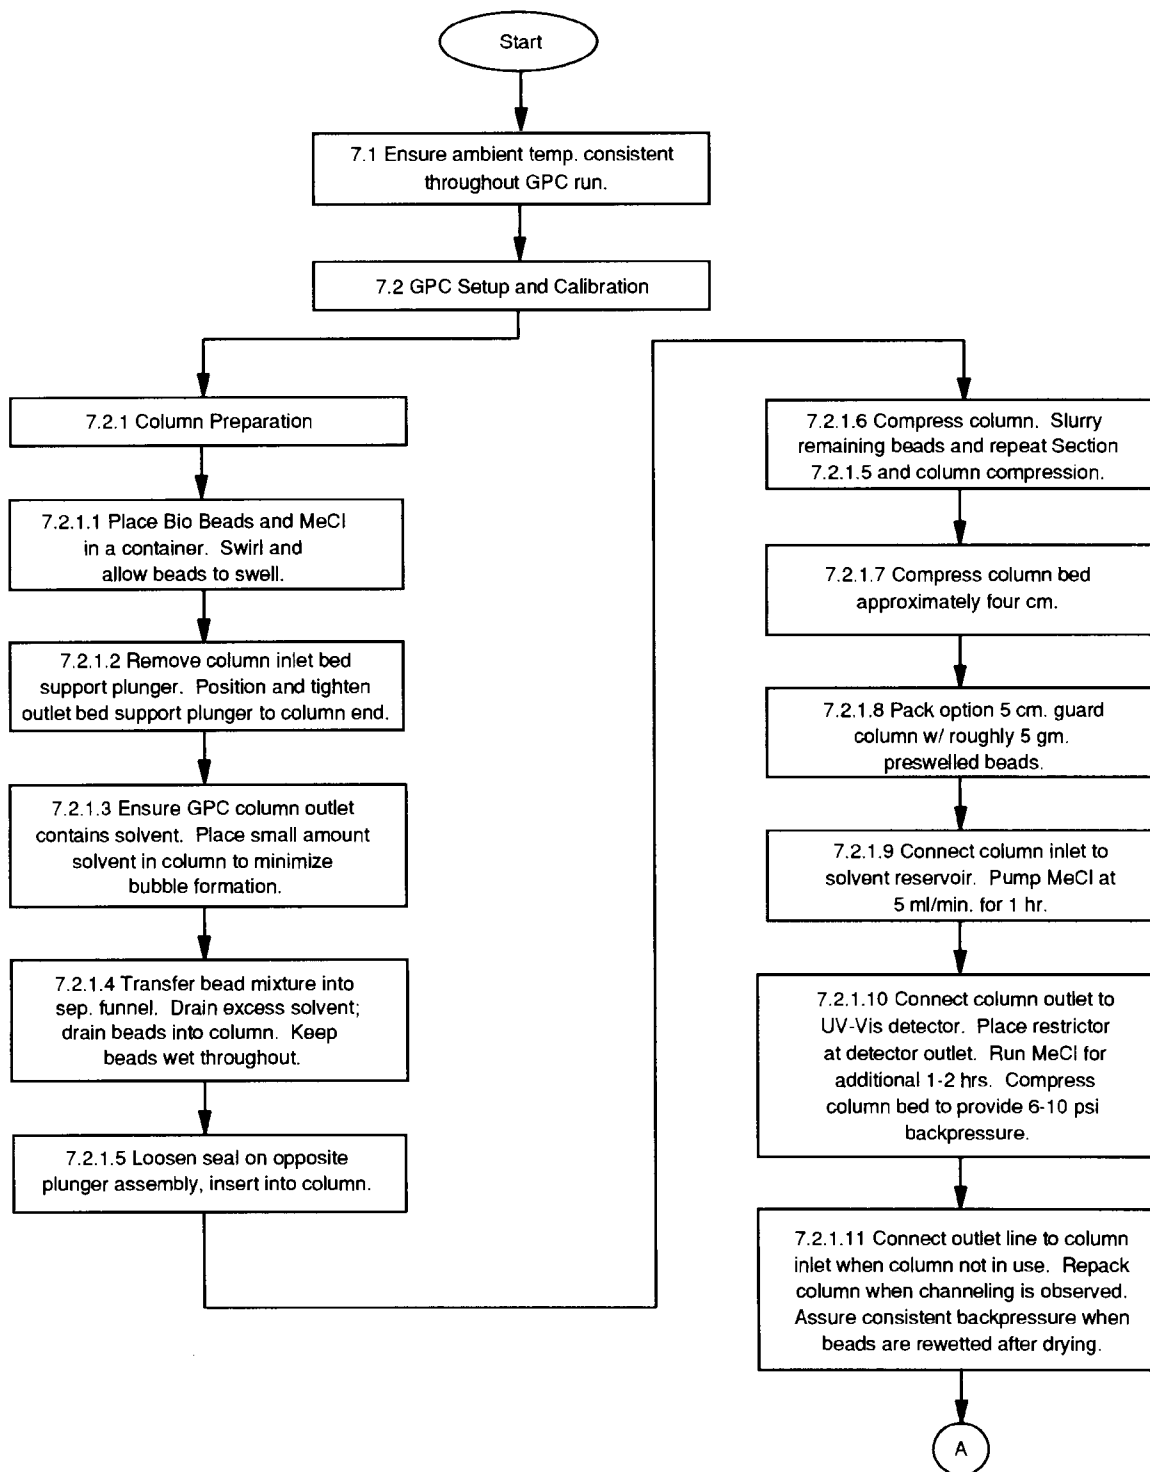 Start
7.1 Ensure ambient temp. consistent
throughout GPC run.
7.2 GPC Setup and Calibration
7.2.1 Column Preparation
7.2.1.1 Place Bio Beads and MeCl
in a container. Swirl and
allow beads to swell.
7.2.1.2 Remove column inlet bed
support plunger. Position and tighten
outlet bed support plunger to column end.
7.2.1.3 Ensure GPC column outlet
contains solvent. Place small amount
solvent in column to minimize
bubble formation.
7.2.1.4 Transfer bead mixture into
sep. funnel. Drain excess solvent;
drain beads into column. Keep
beads wet throughout.
7.2.1.5 Loosen seal on opposite
plunger assembly, insert into column.
7.2.1.6 Compress column. Slurry
remaining beads and repeat Section
7.2.1.5 and column compression.
7.2.1.7 Compress column bed
approximately four cm.
7.2.1.8 Pack option 5 cm. guard
column w/ roughly 5 gm.
preswelled beads.
7.2.1.9 Connect column inlet to
solvent reservoir. Pump MeCl at
5 ml/min. for 1 hr.
7.2.1.10 Connect column outlet to
UV-Vis detector. Place restrictor
at detector outlet. Run MeCl for
additional 1-2 hrs. Compress
column bed to provide 6-10 psi
backpressure.
7.2.1.11 Connect outlet line to column
inlet when column not in use. Repack
column when channeling is observed.
Assure consistent backpressure when
beads are rewetted after drying.
A